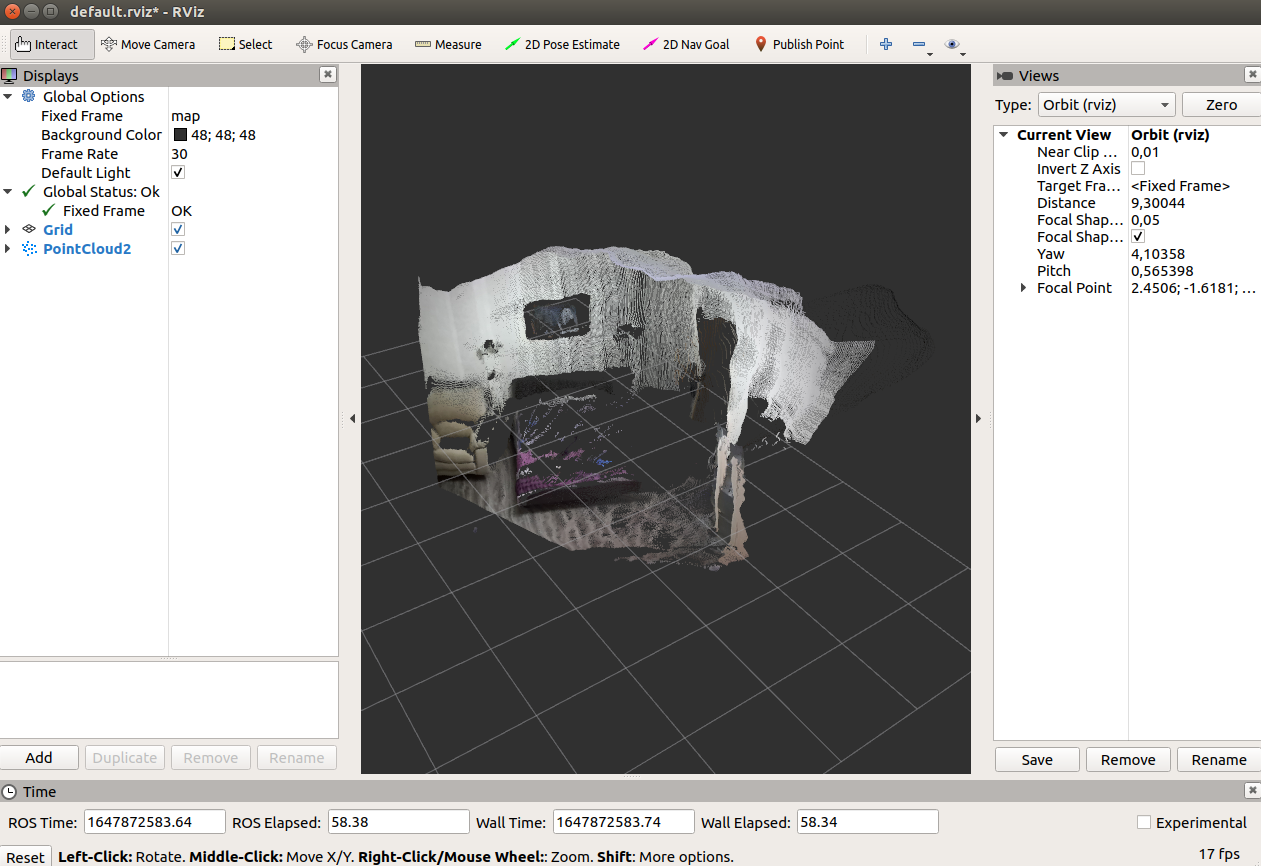 default.rviz* - RViz
Interact Move Camera Select Focus Camera Measure 2D Pose Estimate 2D Nav Goal Publish Point
Displays
Global Options
Fixed Frame map
Background Color 48; 48; 48
Frame Rate 30
Default Light
Global Status: Ok
Fixed Frame OK
Grid
PointCloud2
Add Duplicate Remove Rename
Views
Type: Orbit (rviz) Zero
Current View Orbit (rviz)
Near Clip ... 0,01
Invert Z Axis
Target Fra... <Fixed Frame>
Distance 9,30044
Focal Shap... 0,05
Focal Shap...
Yaw 4,10358
Pitch 0,565398
Focal Point 2.4506; -1.6181; ...
Save Remove Rename
Time
ROS Time: 1647872583.64 ROS Elapsed: 58.38 Wall Time: 1647872583.74 Wall Elapsed: 58.34 Experimental
Reset Left-Click: Rotate. Middle-Click: Move X/Y. Right-Click/Mouse Wheel:: Zoom. Shift: More options. 17 fps